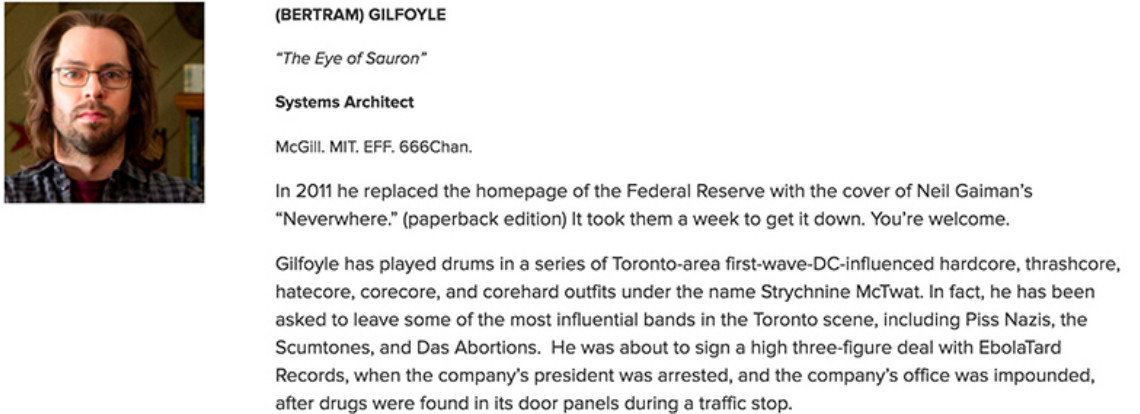 (BERTRAM) GILFOYLE
“The Eye of Sauron”
Systems Architect
McGill. MIT. EFF. 666Chan.
In 2011 he replaced the homepage of the Federal Reserve with the cover of Neil Gaiman’s
“Neverwhere.” (paperback edition) It took them a week to get it down. You’re welcome.
Gilfoyle has played drums in a series of Toronto-area first-wave-DC-influenced hardcore, thrashcore,
hatecore, corecore, and corehard outfits under the name Strychnine McTwat. In fact, he has been
asked to leave some of the most influential bands in the Toronto scene, including Piss Nazis, the
Scumtones, and Das Abortions.  He was about to sign a high three-figure deal with EbolaTard
Records, when the company’s president was arrested, and the company’s office was impounded,
after drugs were found in its door panels during a traffic stop.